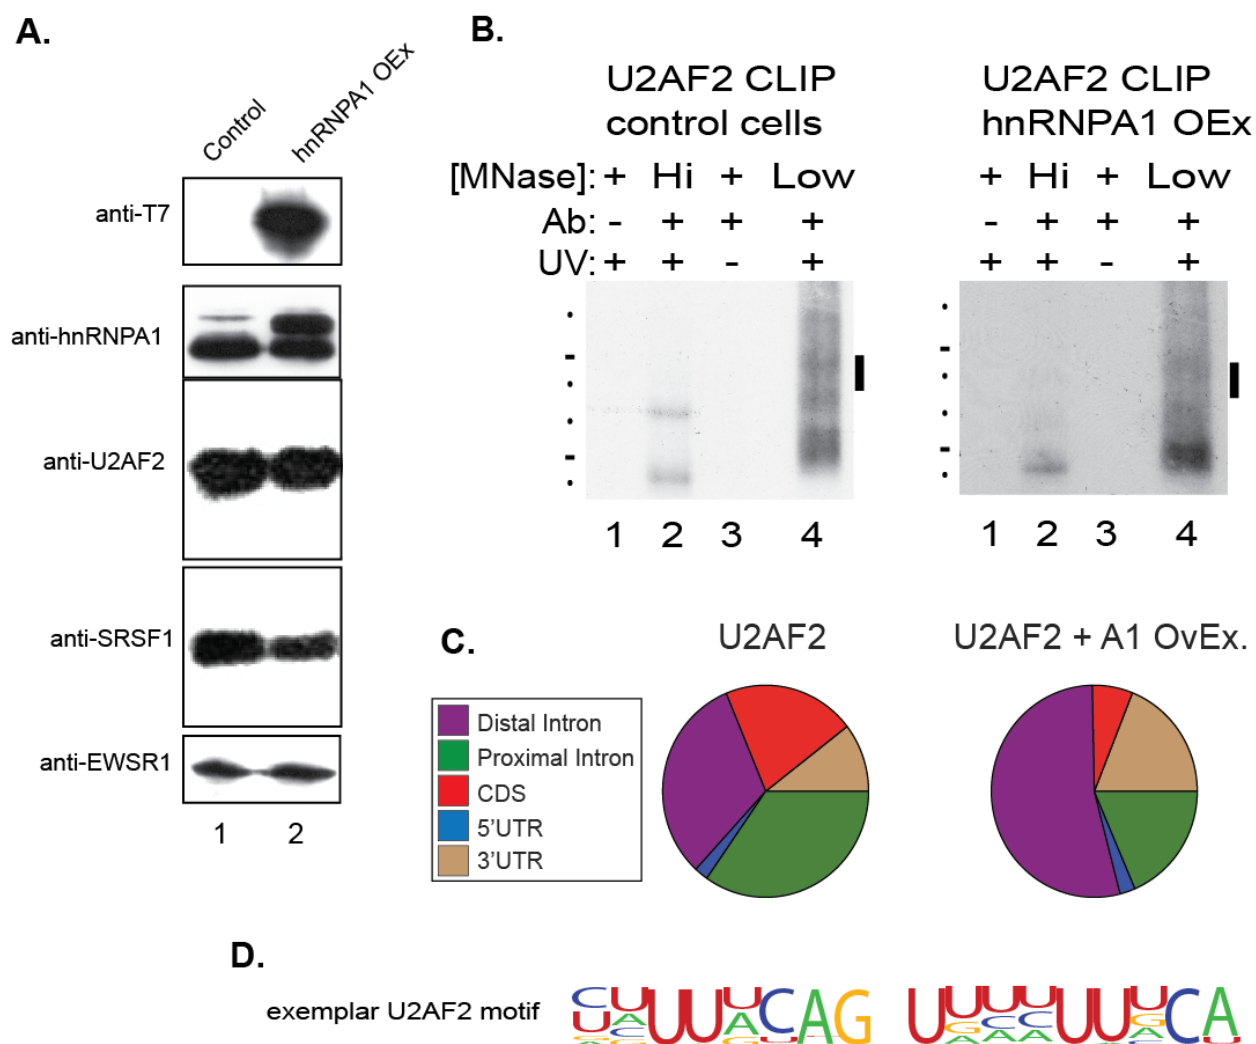 A.
Control
hnRNPA1 OEx
anti-T7
anti-hnRNPA1
anti-U2AF2
anti-SRSF1
anti-EWSR1
1 2
B.
U2AF2 CLIP
control cells
[MNase]: + Hi + Low
Ab: - + + +
UV: + + - +
1 2 3 4
U2AF2 CLIP
hnRNPA1 OEx
+ Hi + Low
- + + +
+ + - +
1 2 3 4
C.
U2AF2
U2AF2 + A1 OvEx.
Distal Intron
Proximal Intron
CDS
5'UTR
3'UTR
D.
exemplar U2AF2 motif
CUUUUCAG
UUUUUUUCA